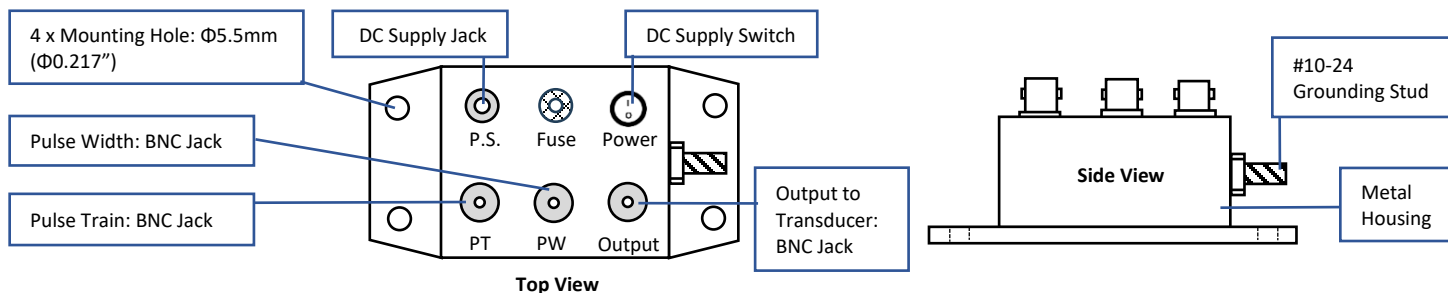 4 x Mounting Hole: Φ5.5mm
(Φ0.217”)
DC Supply Jack
DC Supply Switch
#10-24
Grounding Stud
P.S.
Fuse
I
O
Power
Pulse Width: BNC Jack
Side View
Pulse Train: BNC Jack
Output to
Transducer:
BNC Jack
Metal
Housing
PT
PW
Output
Top View